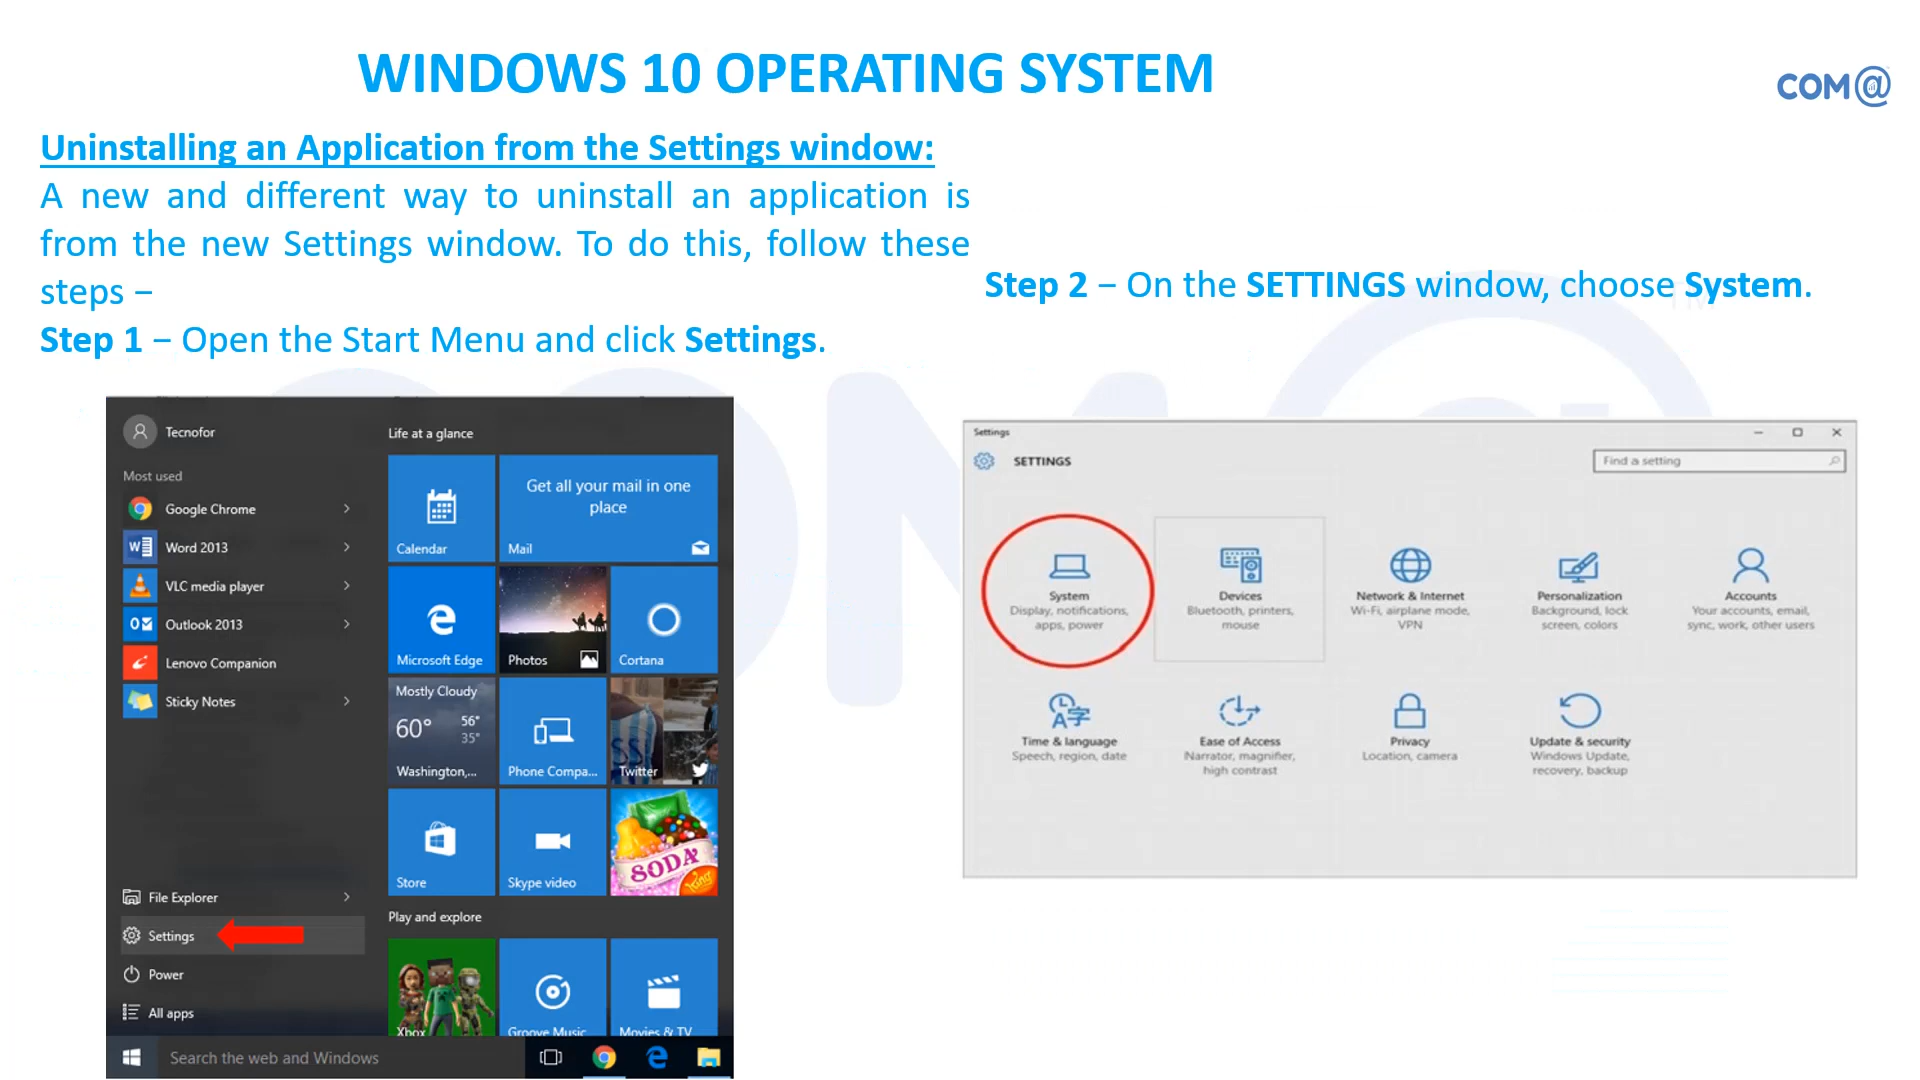 WINDOWS 10 OPERATING SYSTEM
COM@
Uninstalling an Application from the Settings window:
A new and different way to uninstall an application is
from the new Settings window. To do this, follow these
steps –
Step 1 – Open the Start Menu and click Settings.
Step 2 – On the SETTINGS window, choose System.
Tecnofor
Most used
Google Chrome
Word 2013
VLC media player
Outlook 2013
Lenovo Companion
Sticky Notes
File Explorer
Settings
Power
All apps
Search the web and Windows
Life at a glance
Calendar
Get all your mail in one
place
Mail
Microsoft Edge
Photos
Cortana
Mostly Cloudy
60° 56°
35°
Washington,...
Phone Compa...
Twitter
Store
Skype video
SODA
Play and explore
Xbox
Groove Music
Movies & TV
Settings
SETTINGS
Find a setting
System
Display, notifications,
apps, power
Devices
Bluetooth, printers,
mouse
Network & Internet
Wi-Fi, airplane mode,
VPN
Personalization
Background, lock
screen, colors
Accounts
Your accounts, email,
sync, work, other users
Time & language
Speech, region, date
Ease of Access
Narrator, magnifier,
high contrast
Privacy
Location, camera
Update & security
Windows Update,
recovery, backup